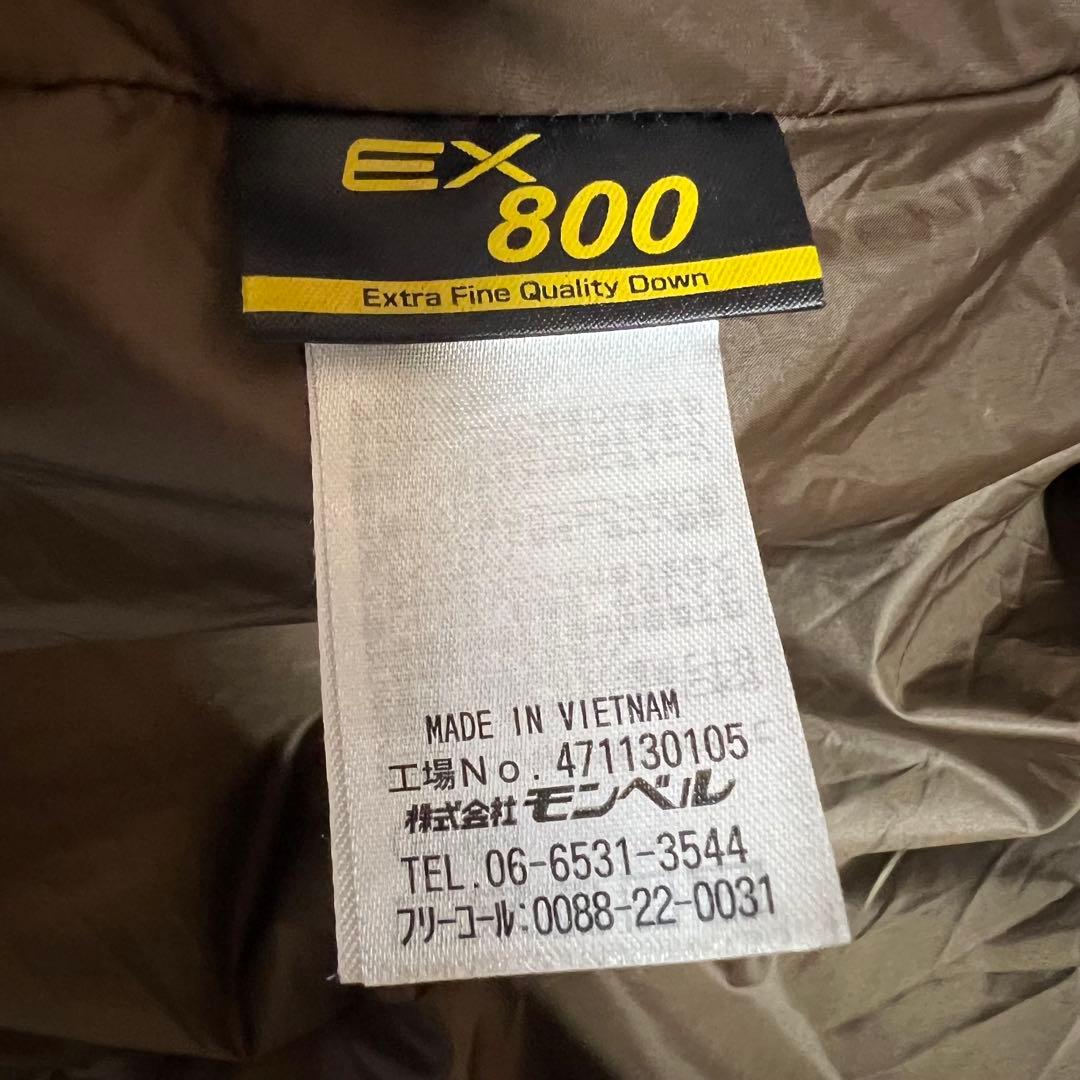 EX
800
Extra Fine Quality Down
MADE IN VIETNAM
工場No. 471130105
株式会社モンベル
TEL.06-6531-3544
フリーコール:0088-22-0031